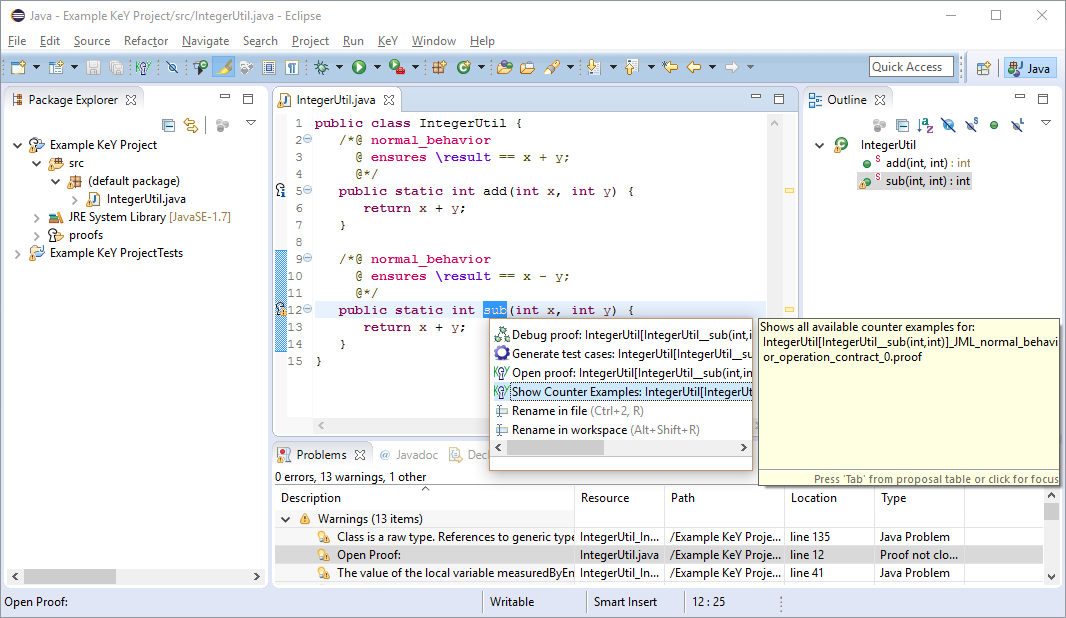 Java - Example KeY Project/src/IntegerUtil.java - Eclipse
File Edit Source Refactor Navigate Search Project Run KeY Window Help
Quick Access
Java
Package Explorer
Example KeY Project
src
(default package)
IntegerUtil.java
JRE System Library [JavaSE-1.7]
proofs
Example KeY ProjectTests
IntegerUtil.java
1 public class IntegerUtil {
2 /*@ normal_behavior
3 @ ensures \result == x + y;
4 @*/
5 public static int add(int x, int y) {
6 return x + y;
7 }
8
9 /*@ normal_behavior
10 @ ensures \result == x - y;
11 @*/
12 public static int sub(int x, int y) {
13 return x + y;
14 }
15 }
Debug proof: IntegerUtil[IntegerUtil__sub(int,i
Generate test cases: IntegerUtil[IntegerUtil__su
Open proof: IntegerUtil[IntegerUtil__sub(int,in
Show Counter Examples: IntegerUtil[IntegerUt
Rename in file (Ctrl+2, R)
Rename in workspace (Alt+Shift+R)
Shows all available counter examples for:
IntegerUtil[IntegerUtil__sub(int,int)]_JML_normal_behavi
or_operation_contract_0.proof
Press 'Tab' from proposal table or click for focus
Outline
IntegerUtil
add(int, int) : int
sub(int, int) : int
Problems
@ Javadoc
Decl
0 errors, 13 warnings, 1 other
Description Resource Path Location Type
Warnings (13 items)
Class is a raw type. References to generic type IntegerUtil_In... /Example KeY Proje... line 135 Java Problem
Open Proof: IntegerUtil.java /Example KeY Proje... line 12 Proof not clo...
The value of the local variable measuredByEn IntegerUtil_In... /Example KeY Proje... line 41 Java Problem
Open Proof: Writable Smart Insert 12 : 25